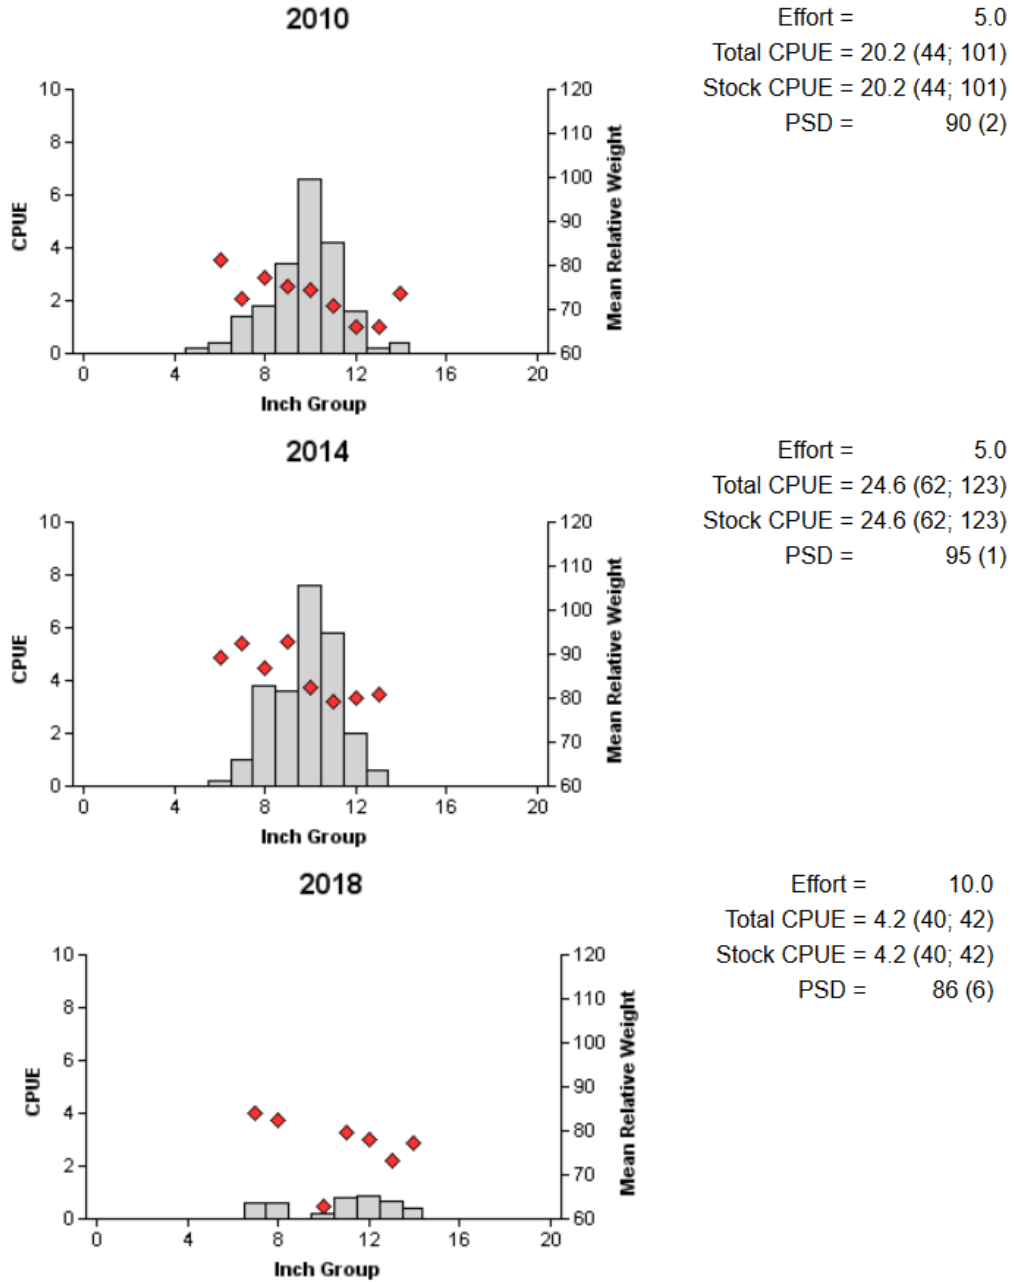 2010
Effort = 5.0
Total CPUE = 20.2 (44; 101)
Stock CPUE = 20.2 (44; 101)
PSD = 90 (2)
10 120
110
8
100
6
90
4
80
2
70
0 60
CPUE
Mean Relative Weight
0 4 8 12 16 20
Inch Group
2014
Effort = 5.0
Total CPUE = 24.6 (62; 123)
Stock CPUE = 24.6 (62; 123)
PSD = 95 (1)
10 120
110
8
100
6
90
4
80
2
70
0 60
CPUE
Mean Relative Weight
0 4 8 12 16 20
Inch Group
2018
Effort = 10.0
Total CPUE = 4.2 (40; 42)
Stock CPUE = 4.2 (40; 42)
PSD = 86 (6)
10 120
110
8
100
6
90
4
80
2
70
0 60
CPUE
Mean Relative Weight
0 4 8 12 16 20
Inch Group